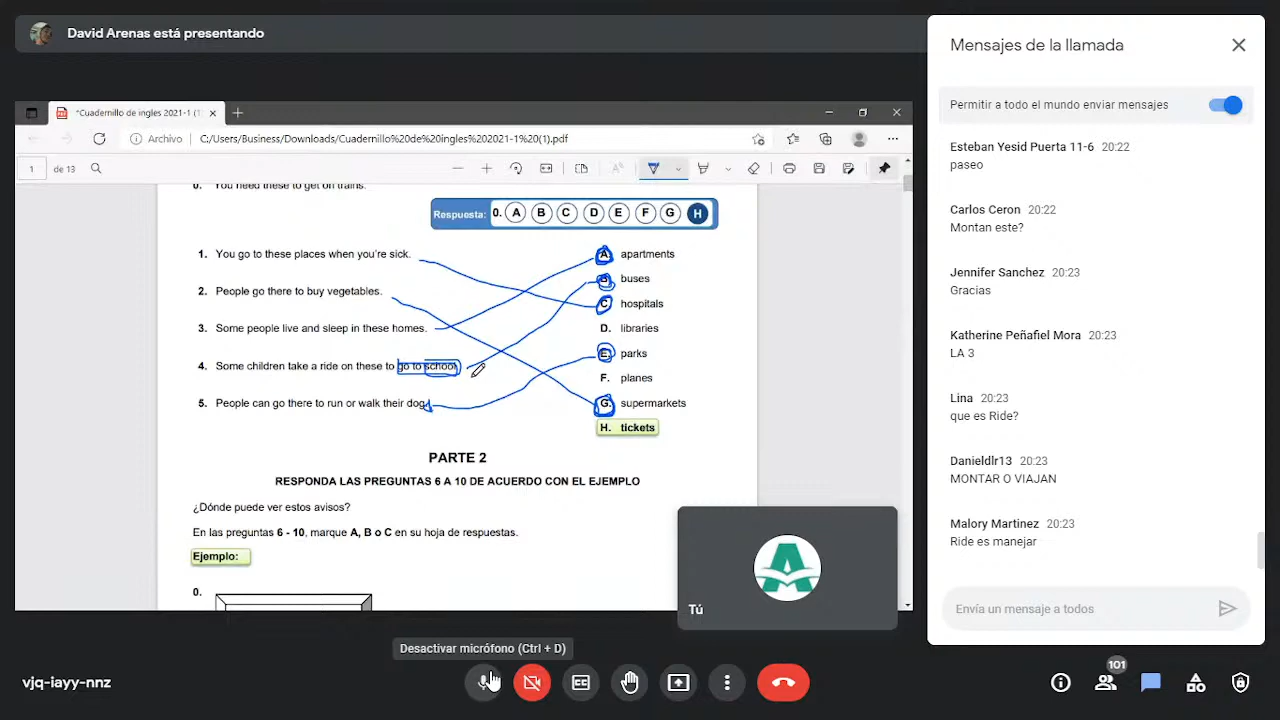 David Arenas está presentando
*Cuadernillo de ingles 2021-1 (1
Archivo
C:/Users/Business/Downloads/Cuadernillo%20de%20ingles%202021-1%20(1).pdf
1
de 13
0. You need these to get on trains.
Respuesta: 0. A B C D E F G H
1. You go to these places when you're sick.
A. apartments
B. buses
2. People go there to buy vegetables.
C. hospitals
3. Some people live and sleep in these homes.
D. libraries
E. parks
4. Some children take a ride on these to go to school.
F. planes
5. People can go there to run or walk their dog.
G. supermarkets
H. tickets
PARTE 2
RESPONDA LAS PREGUNTAS 6 A 10 DE ACUERDO CON EL EJEMPLO
¿Dónde puede ver estos avisos?
En las preguntas 6 - 10, marque A, B o C en su hoja de respuestas.
Ejemplo:
0.
Tú
Desactivar micrófono (Ctrl + D)
vjq-iayy-nnz
Mensajes de la llamada
Permitir a todo el mundo enviar mensajes
Esteban Yesid Puerta 11-6 20:22
paseo
Carlos Ceron 20:22
Montan este?
Jennifer Sanchez 20:23
Gracias
Katherine Peñafiel Mora 20:23
LA 3
Lina 20:23
que es Ride?
Danieldlr13 20:23
MONTAR O VIAJAN
Malory Martinez 20:23
Ride es manejar
Envía un mensaje a todos
101